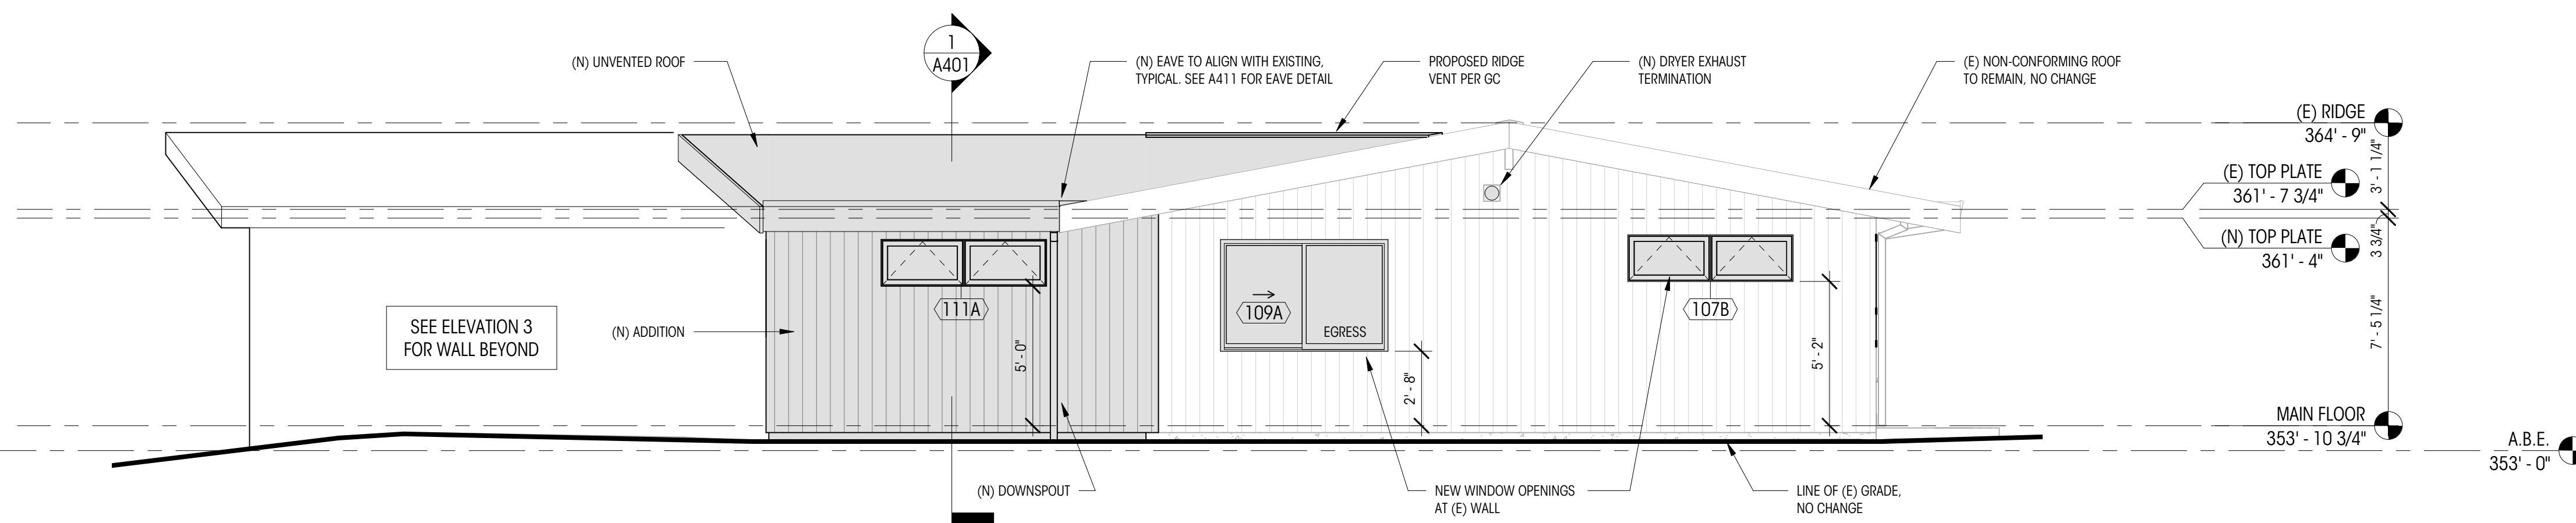 1
A401
(N) UNVENTED ROOF
(N) EAVE TO ALIGN WITH EXISTING,
TYPICAL. SEE A411 FOR EAVE DETAIL
PROPOSED RIDGE
VENT PER GC
(N) DRYER EXHAUST
TERMINATION
(E) NON-CONFORMING ROOF
TO REMAIN, NO CHANGE
(E) RIDGE
364' - 9"
3' - 1 1/4"
(E) TOP PLATE
361' - 7 3/4"
(N) TOP PLATE
361' - 4"
3 3/4"
7' - 5 1/4"
SEE ELEVATION 3
FOR WALL BEYOND
(N) ADDITION
111A
5' - 0"
109A
EGRESS
2' - 8"
107B
5' - 2"
MAIN FLOOR
353' - 10 3/4"
A.B.E.
353' - 0"
(N) DOWNSPOUT
NEW WINDOW OPENINGS
AT (E) WALL
LINE OF (E) GRADE,
NO CHANGE